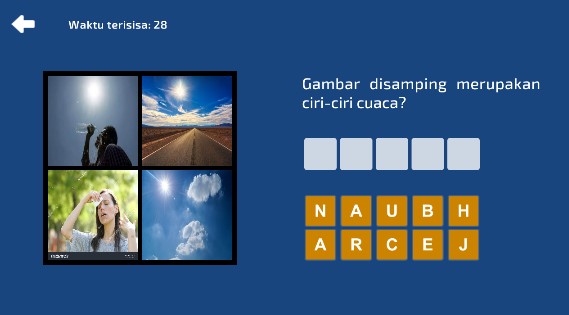 Waktu terisisa: 28
Gambar disamping merupakan
ciri-ciri cuaca?
N A U B H
A R C E J